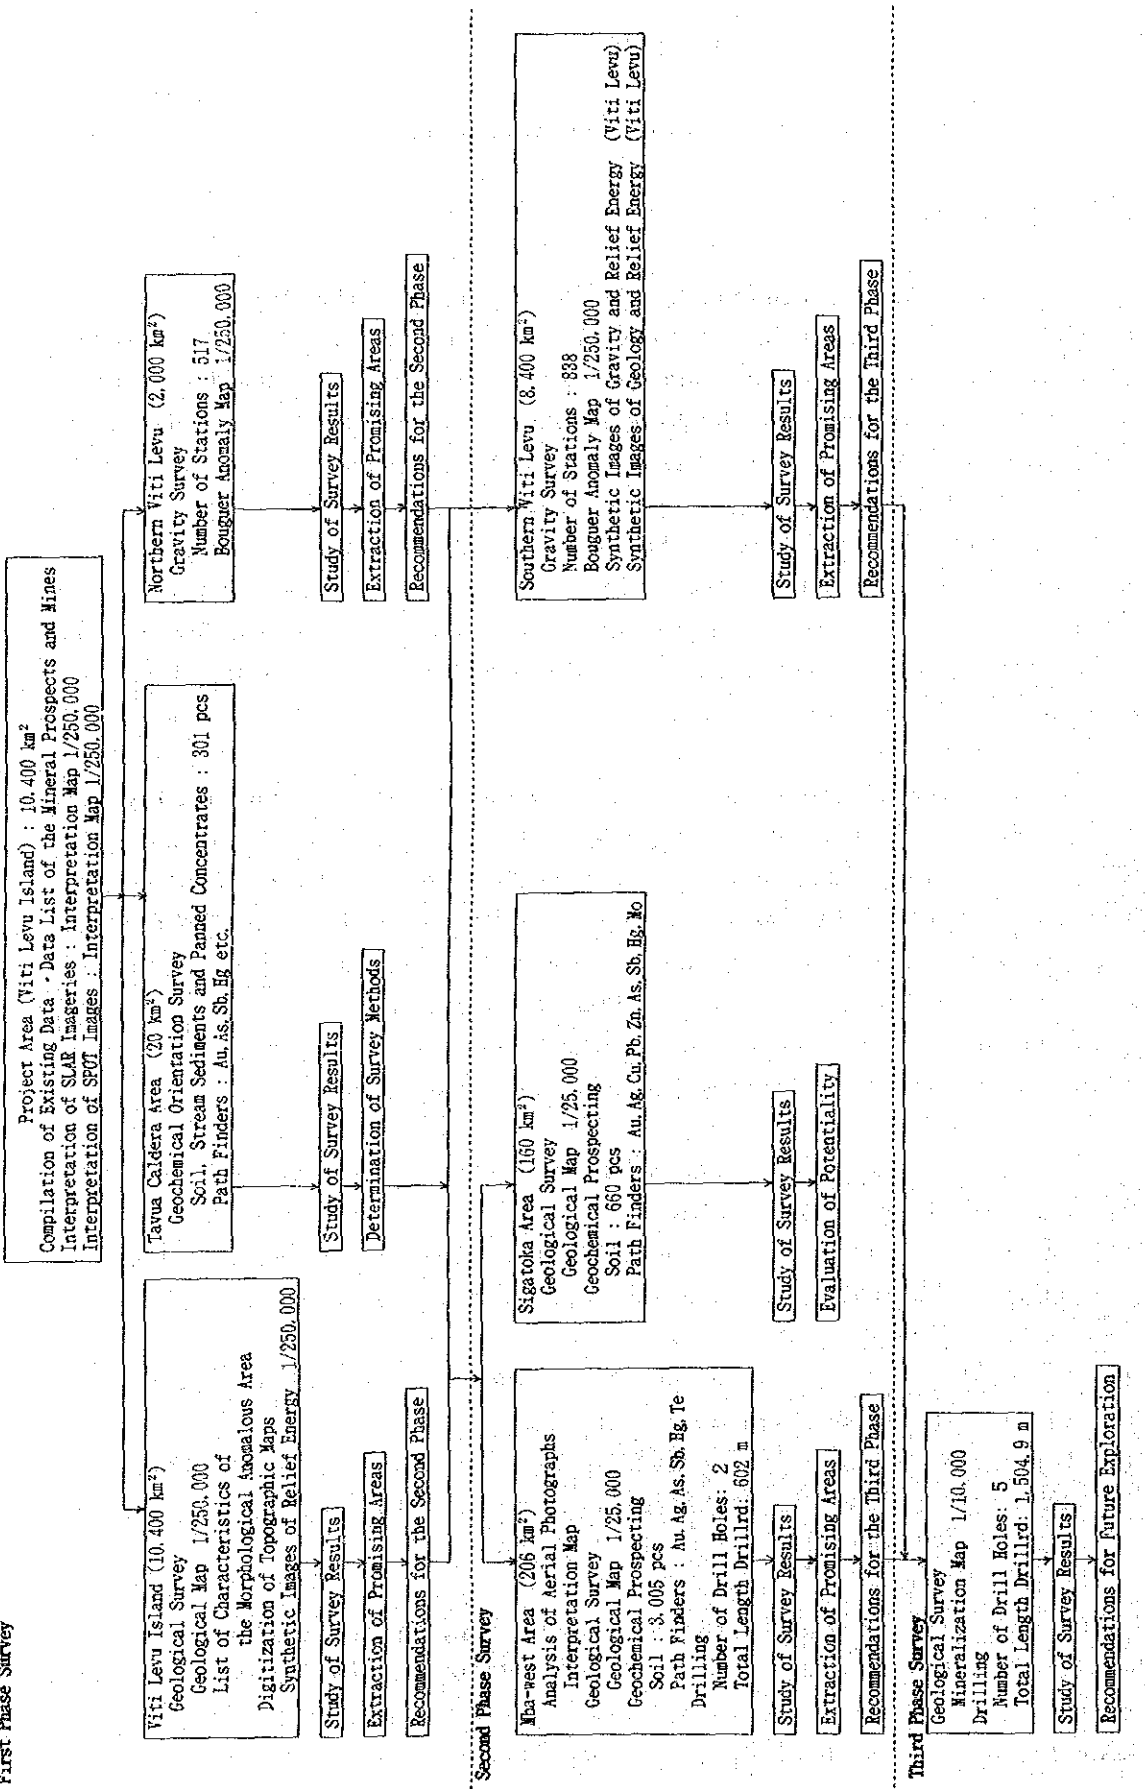 First Phase Survey
Project Area (Viti Levu Island) : 10,400 km²
Compilation of Existing Data · Data List of the Mineral Prospects and Mines
Interpretation of SLAR Imageries : Interpretation Map 1/250,000
Interpretation of SPOT Images : Interpretation Map 1/250,000
Viti Levu Island (10,400 km²)
Geological Survey
Geological Map 1/250,000
List of Characteristics of
the Morphological Anomalous Area
Digitization of Topographic Maps
Synthetic Images of Relief Energy 1/250,000
Study of Survey Results
Extraction of Promising Areas
Recommendations for the Second Phase
Tavua Caldera Area (20 km²)
Geochemical Orientation Survey
Soil, Stream Sediments and Panned Concentrates : 301 pcs
Path Finders : Au, As, Sb, Hg etc.
Study of Survey Results
Determination of Survey Methods
Northern Viti Levu (2,000 km²)
Gravity Survey
Number of Stations : 517
Bouguer Anomaly Map 1/250,000
Study of Survey Results
Extraction of Promising Areas
Recommendations for the Second Phase
Second Phase Survey
Mba-west Area (206 km²)
Analysis of Aerial Photographs
Interpretation Map
Geological Survey
Geological Map 1/25,000
Geochemical Prospecting
Soil : 3,005 pcs
Path Finders : Au, Ag, As, Sb, Hg, Te
Drilling
Number of Drill Holes: 2
Total Length Drillrd: 602 m
Study of Survey Results
Extraction of Promising Areas
Recommendations for the Third Phase
Sigatoka Area (160 km²)
Geological Survey
Geological Map 1/25,000
Geochemical Prospecting
Soil : 660 pcs
Path Finders : Au, Ag, Cu, Pb, Zn, As, Sb, Hg, Mo
Study of Survey Results
Evaluation of Potentiality
Southern Viti Levu (8,400 km²)
Gravity Survey
Number of Stations : 838
Bouguer Anomaly Map 1/250,000
Synthetic Images of Gravity and Relief Energy (Viti Levu)
Synthetic Images of Geology and Relief Energy (Viti Levu)
Study of Survey Results
Extraction of Promising Areas
Recommendations for the Third Phase
Third Phase Survey
Geological Survey
Mineralization Map 1/10,000
Drilling
Number of Drill Holes: 5
Total Length Drillrd: 1,504.9 m
Study of Survey Results
Recommendations for Future Exploration